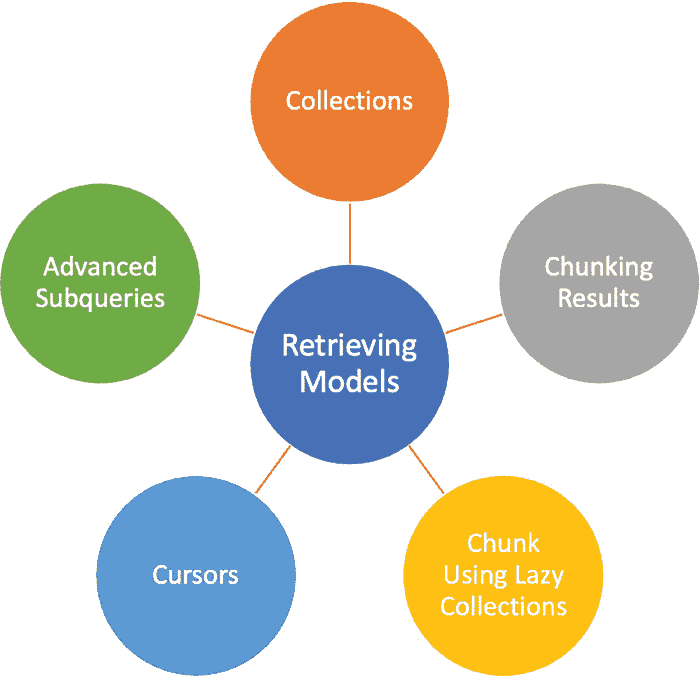 Collections
Advanced
Subqueries
Chunking
Results
Retrieving
Models
Cursors
Chunk
Using Lazy
Collections